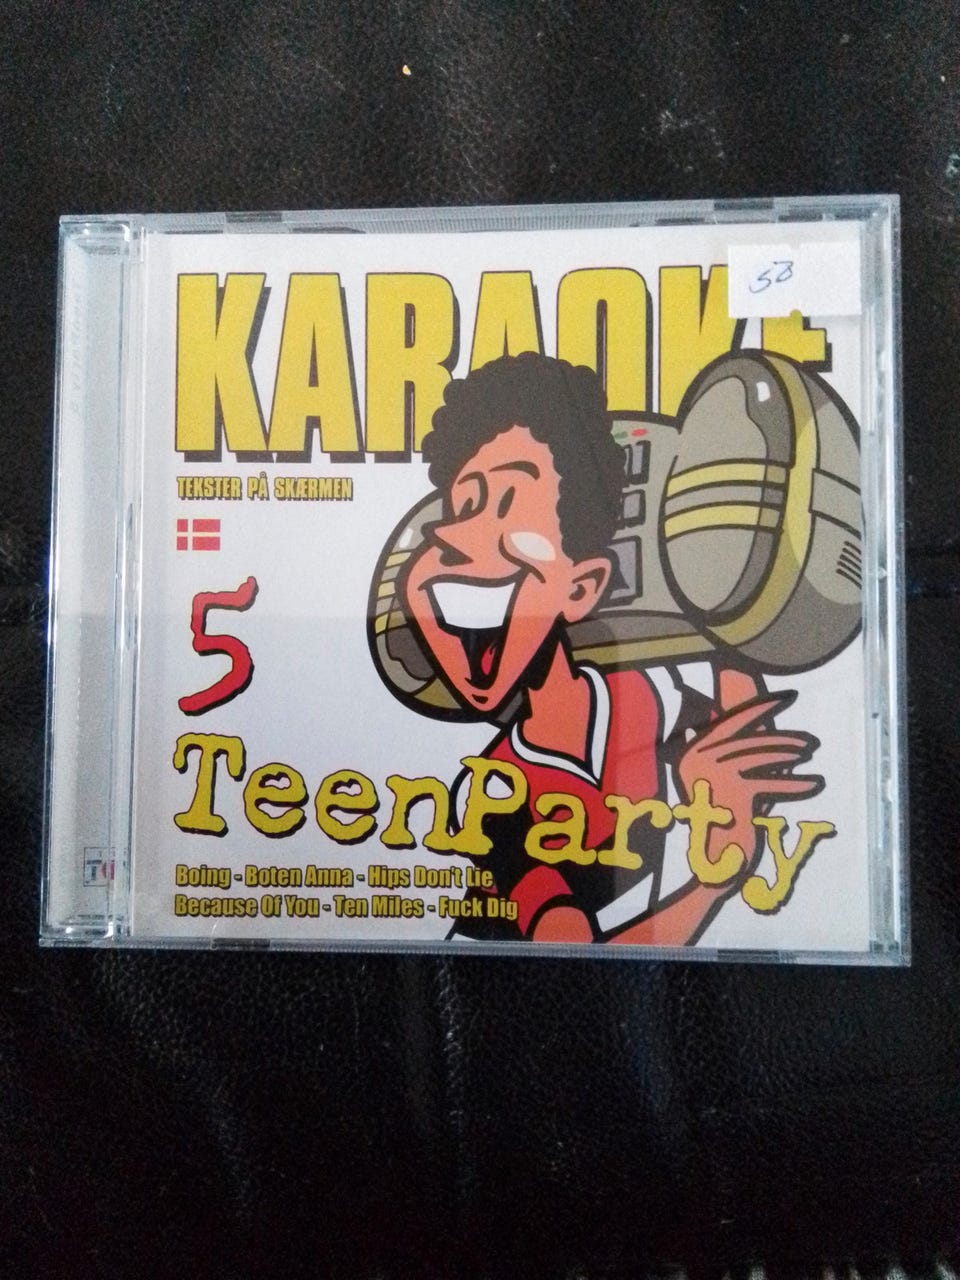 KARAOKE
50
TEKSTER PÅ SKÆRMEN
5
TeenParty
Boing - Boten Anna - Hips Don't Lie
Because Of You - Ten Miles - Fuck Dig